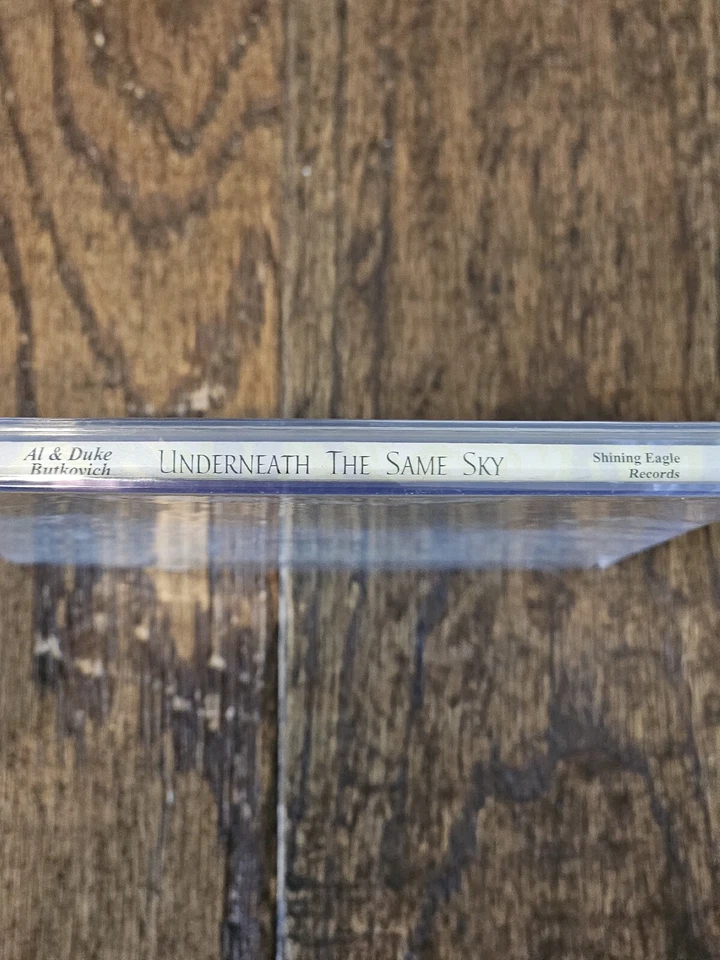 Al & Duke
Butkovich
UNDERNEATH THE SAME SKY
Shining Eagle
Records